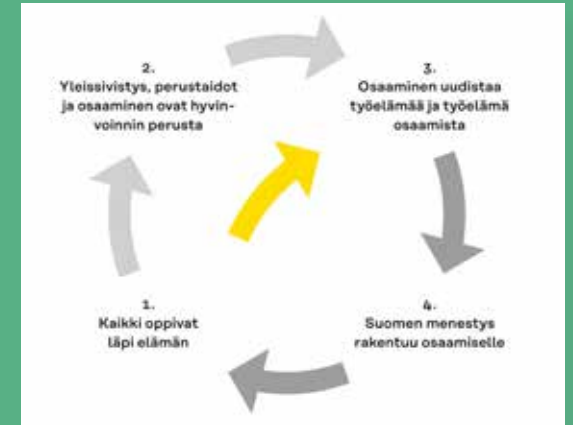 2.
Yleissivistys, perustaidot
ja osaaminen ovat hyvin-
voinnin perusta
3.
Osaaminen uudistaa
työelämää ja työelämä
osaamista
1.
Kaikki oppivat
läpi elämän
4.
Suomen menestys
rakentuu osaamiselle